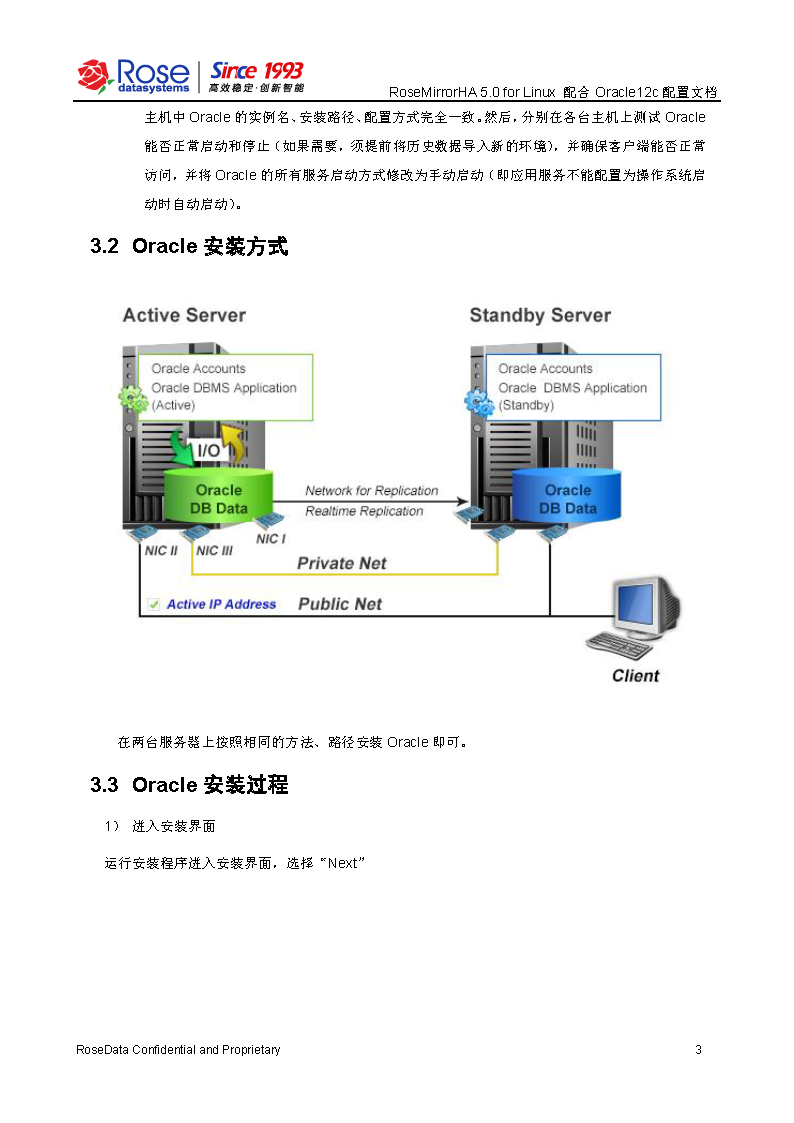 Rose
datasystems
Since 1993
高效稳定·创新智能
RoseMirrorHA 5.0 for Linux 配合 Oracle12c 配置文档
主机中 Oracle 的实例名、安装路径、配置方式完全一致。然后，分别在各台主机上测试 Oracle
能否正常启动和停止（如果需要，须提前将历史数据导入新的环境），并确保客户端能否正常
访问，并将 Oracle 的所有服务启动方式修改为手动启动（即应用服务不能配置为操作系统启
动时自动启动）。
3.2 Oracle 安装方式
Active Server
Standby Server
Oracle Accounts
Oracle DBMS Application
(Active)
Oracle Accounts
Oracle DBMS Application
(Standby)
I/O
Oracle
DB Data
Network for Replication
Realtime Replication
Oracle
DB Data
NIC I
NIC II
NIC III
Private Net
Active IP Address
Public Net
Client
在两台服务器上按照相同的方法、路径安装 Oracle 即可。
3.3 Oracle 安装过程
1） 进入安装界面
运行安装程序进入安装界面，选择“Next”
RoseData Confidential and Proprietary
3